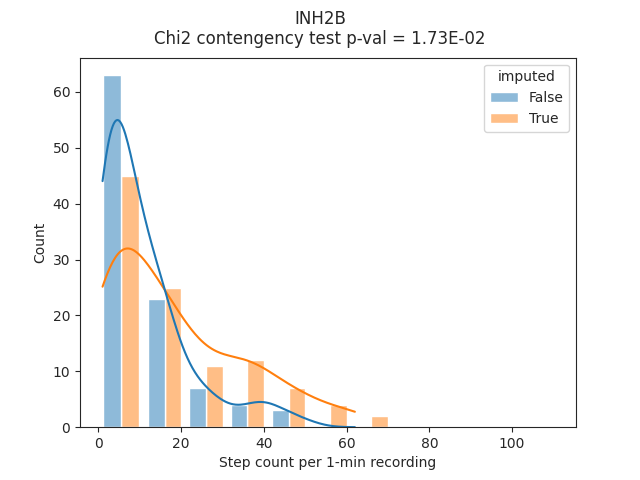 INH2B
Chi2 contengency test p-val = 1.73E-02
imputed
False
True
60
50
40
30
20
10
0
Count
0 20 40 60 80 100
Step count per 1-min recording